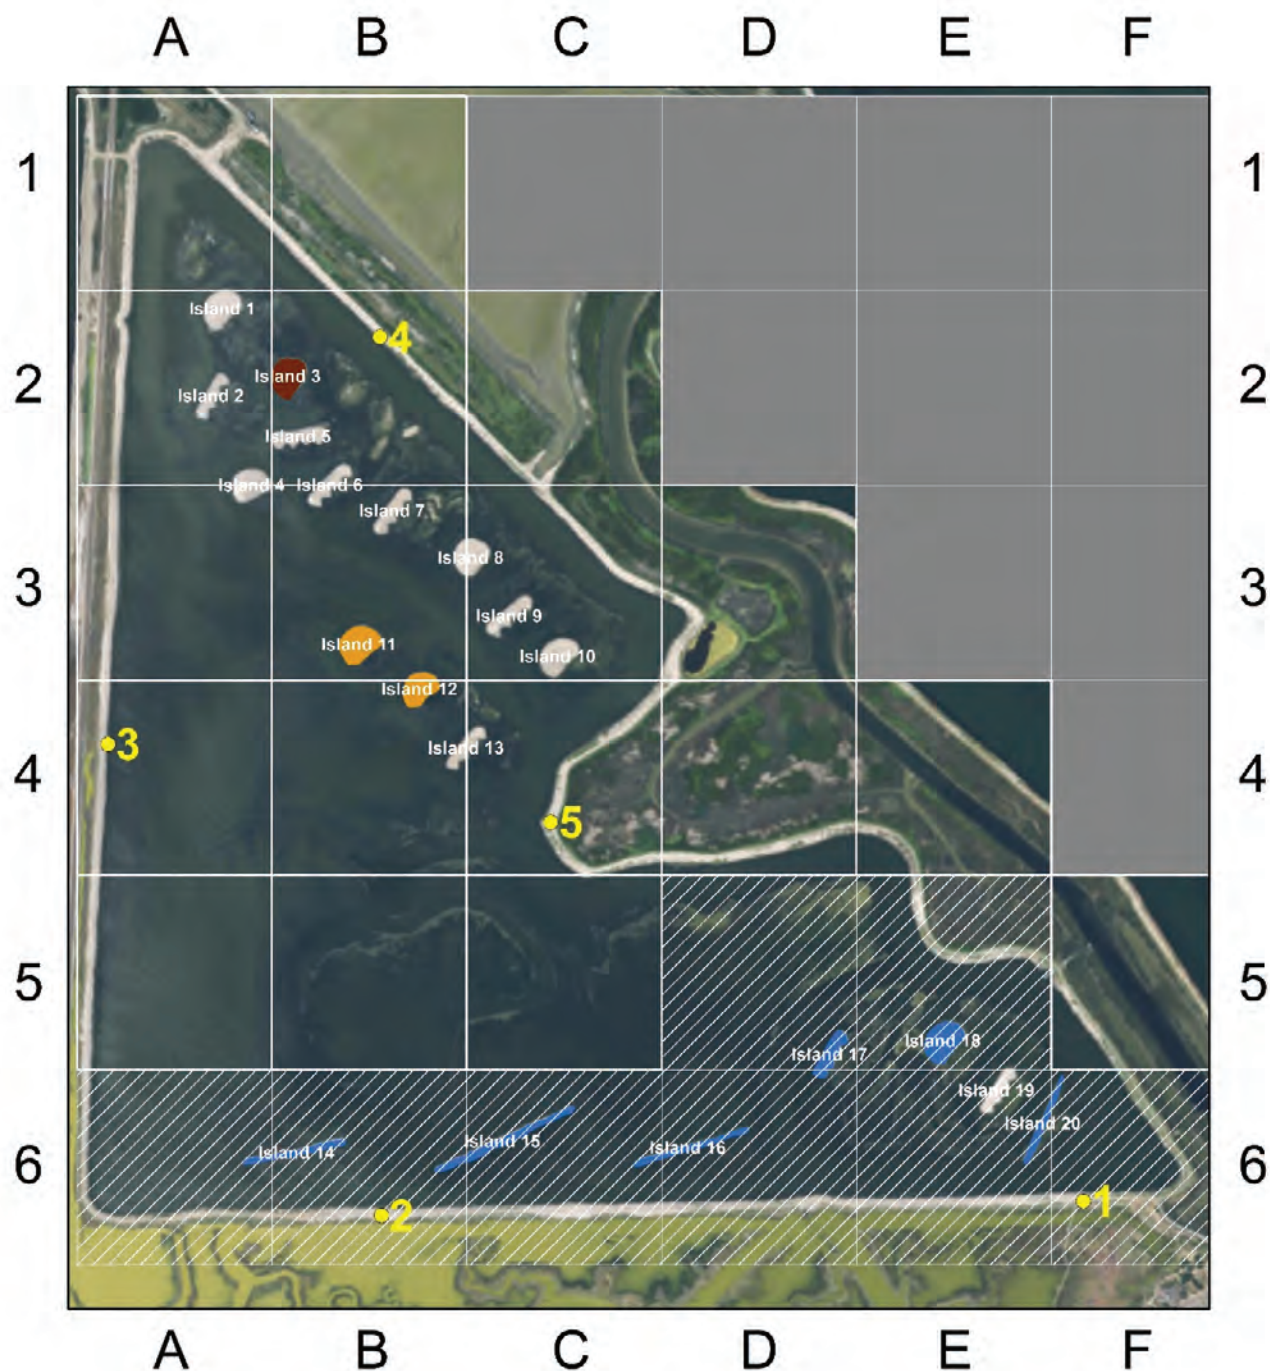 A B C D E F
1 1
Island 1
4
2 Island 3 2
Island 2
Island 5
Island 4 Island 6
Island 7
Island 8
3 3
Island 9
Island 11
Island 10
Island 12
3 Island 13
4 4
5
5 5
Island 18
Island 17
Island 19
Island 20
Island 15
Island 14 Island 16
6 6
1
2
A B C D E F